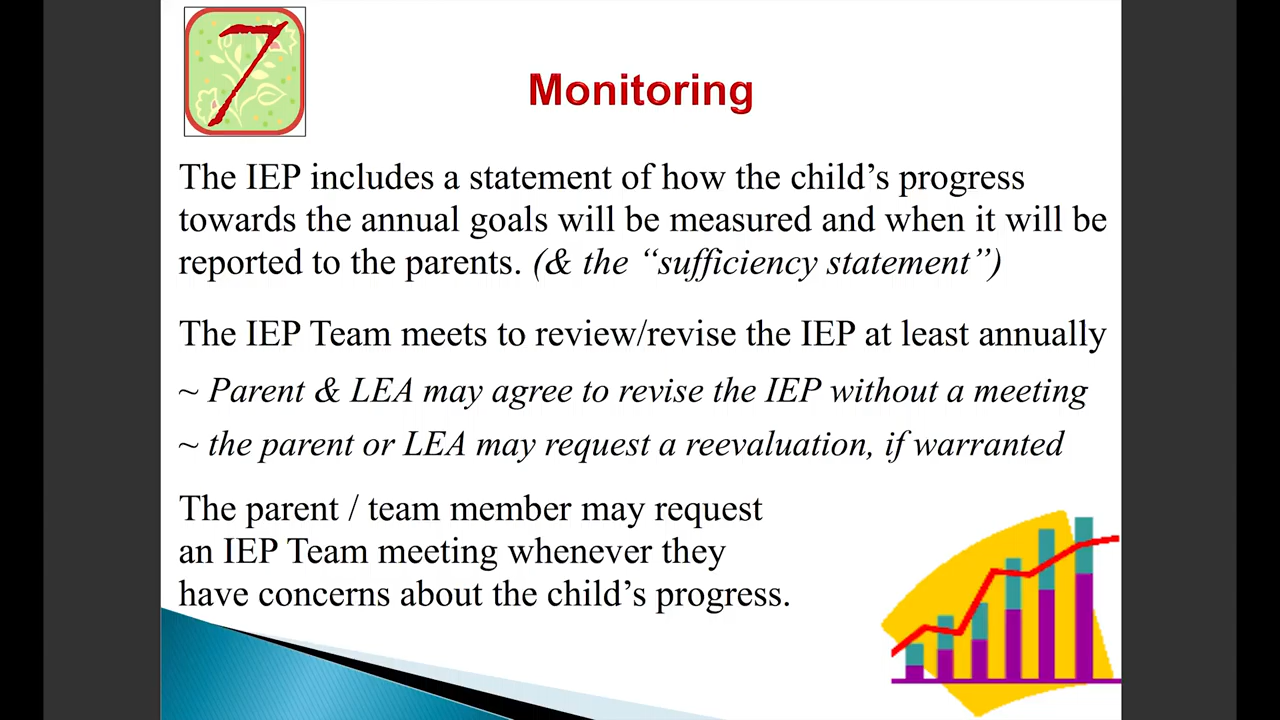 7
Monitoring
The IEP includes a statement of how the child’s progress
towards the annual goals will be measured and when it will be
reported to the parents. (& the “sufficiency statement”)
The IEP Team meets to review/revise the IEP at least annually
~ Parent & LEA may agree to revise the IEP without a meeting
~ the parent or LEA may request a reevaluation, if warranted
The parent / team member may request
an IEP Team meeting whenever they
have concerns about the child’s progress.